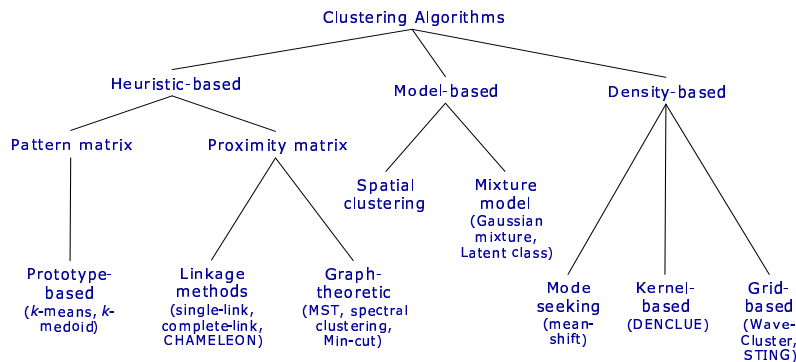 Clustering Algorithms
Heuristic-based
Model-based
Density-based
Pattern matrix
Proximity matrix
Spatial
clustering
Mixture
model
(Gaussian
mixture,
Latent class)
Prototype-
based
(k-means, k-
medoid)
Linkage
methods
(single-link,
complete-link,
CHAMELEON)
Graph-
theoretic
(MST, spectral
clustering,
Min-cut)
Mode
seeking
(mean-
shift)
Kernel-
based
(DENCLUE)
Grid-
based
(Wave-
Cluster,
STING)